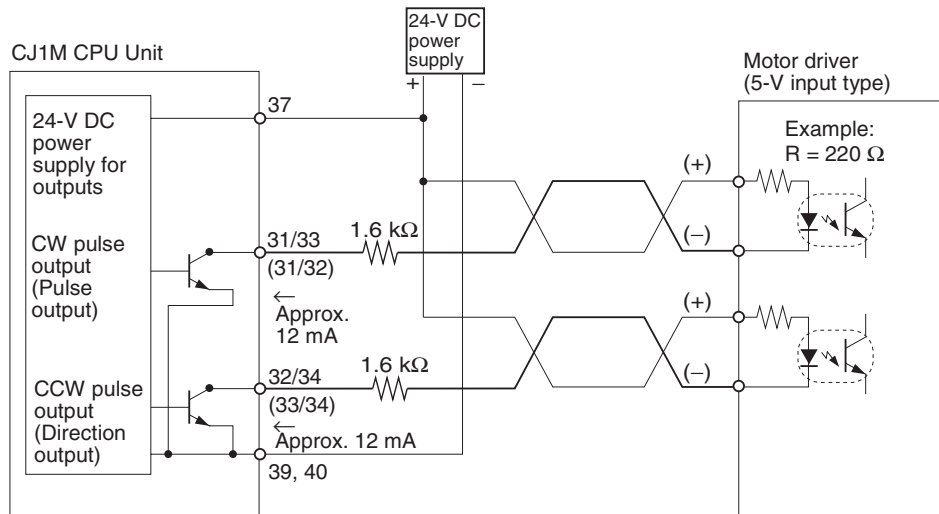 24-V DC
power
supply
+ −
CJ1M CPU Unit
Motor driver
(5-V input type)
37
24-V DC
power
supply for
outputs
Example:
R = 220 Ω
(+)
(−)
CW pulse
output
(Pulse
output)
31/33
(31/32)
1.6 kΩ
←
Approx.
12 mA
(+)
(−)
CCW pulse
output
(Direction
output)
32/34
(33/34)
1.6 kΩ
←
Approx. 12 mA
39, 40